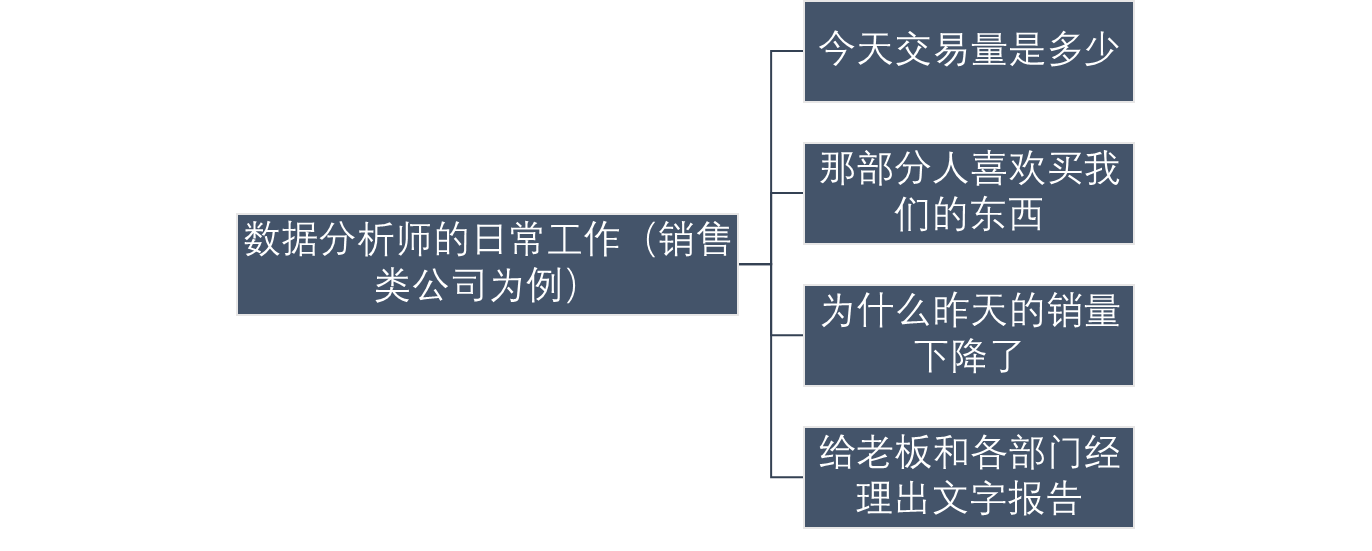 今天交易量是多少
那部分人喜欢买我
们的东西
数据分析师的日常工作（销售
类公司为例）
为什么昨天的销量
下降了
给老板和各部门经
理出文字报告